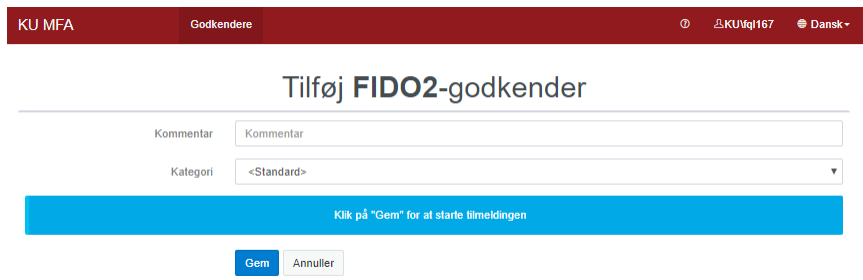 KU MFA Godkendere KU\fql167 Dansk
Tilføj FIDO2-godkender
Kommentar Kommentar
Kategori <Standard>
Klik på "Gem" for at starte tilmeldingen
Gem Annuller